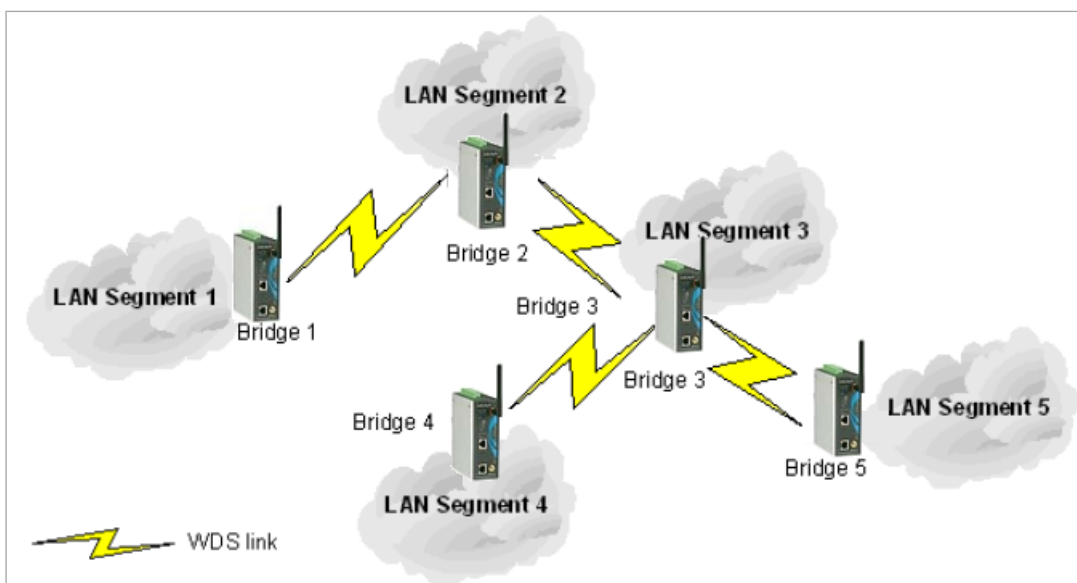 LAN Segment 2
LAN Segment 3
Bridge 2
LAN Segment 1
Bridge 3
Bridge 1
Bridge 3
Bridge 4
LAN Segment 5
Bridge 5
LAN Segment 4
WDS link